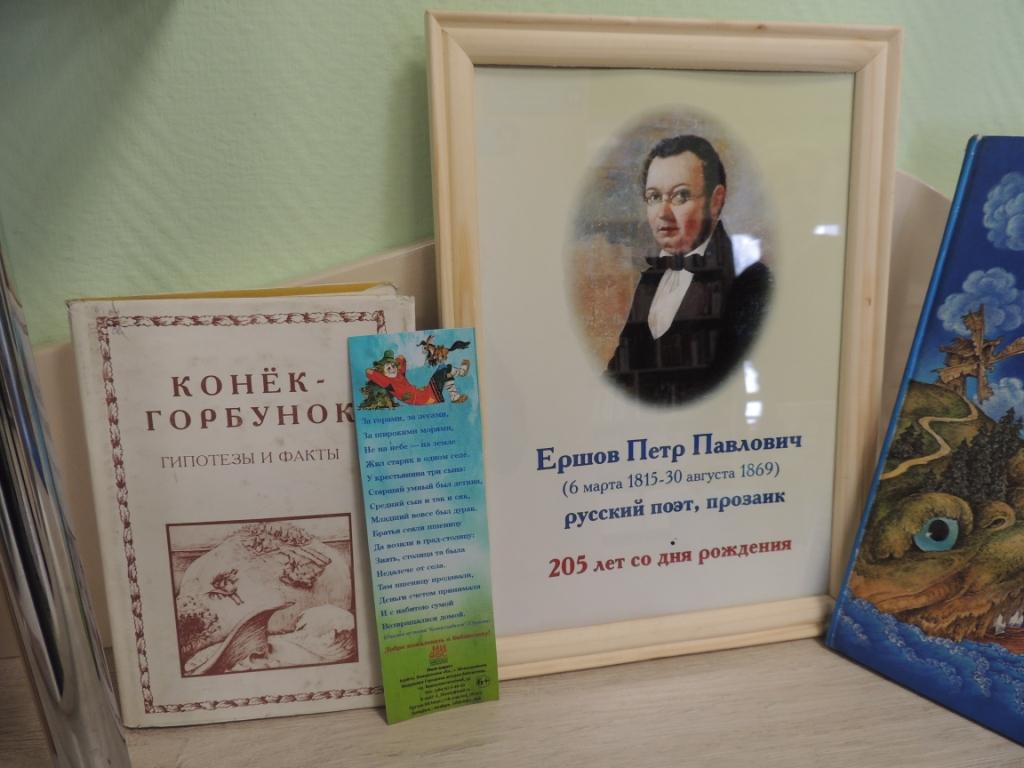 КОНЁК-
ГОРБУНОК
ГИПОТЕЗЫ И ФАКТЫ
За горами, за лесами,
За широкими морями,
Не на небе — на земле
Жил старик в одном селе.
У крестьянина три сына:
Старший умный был детина,
Средний сын и так и сяк,
Младший вовсе был дурак.
Братья сеяли пшеницу
Да возили в град-столицу:
Знать, столица та была
Недалече от села.
Там пшеницу продавали,
Деньги счетом принимали
И с набитою сумой
Возвращалися домой.
Добро пожаловать в библиотеку!
6+
Ершов Петр Павлович
(6 марта 1815-30 августа 1869)
русский поэт, прозаик
205 лет со дня рождения